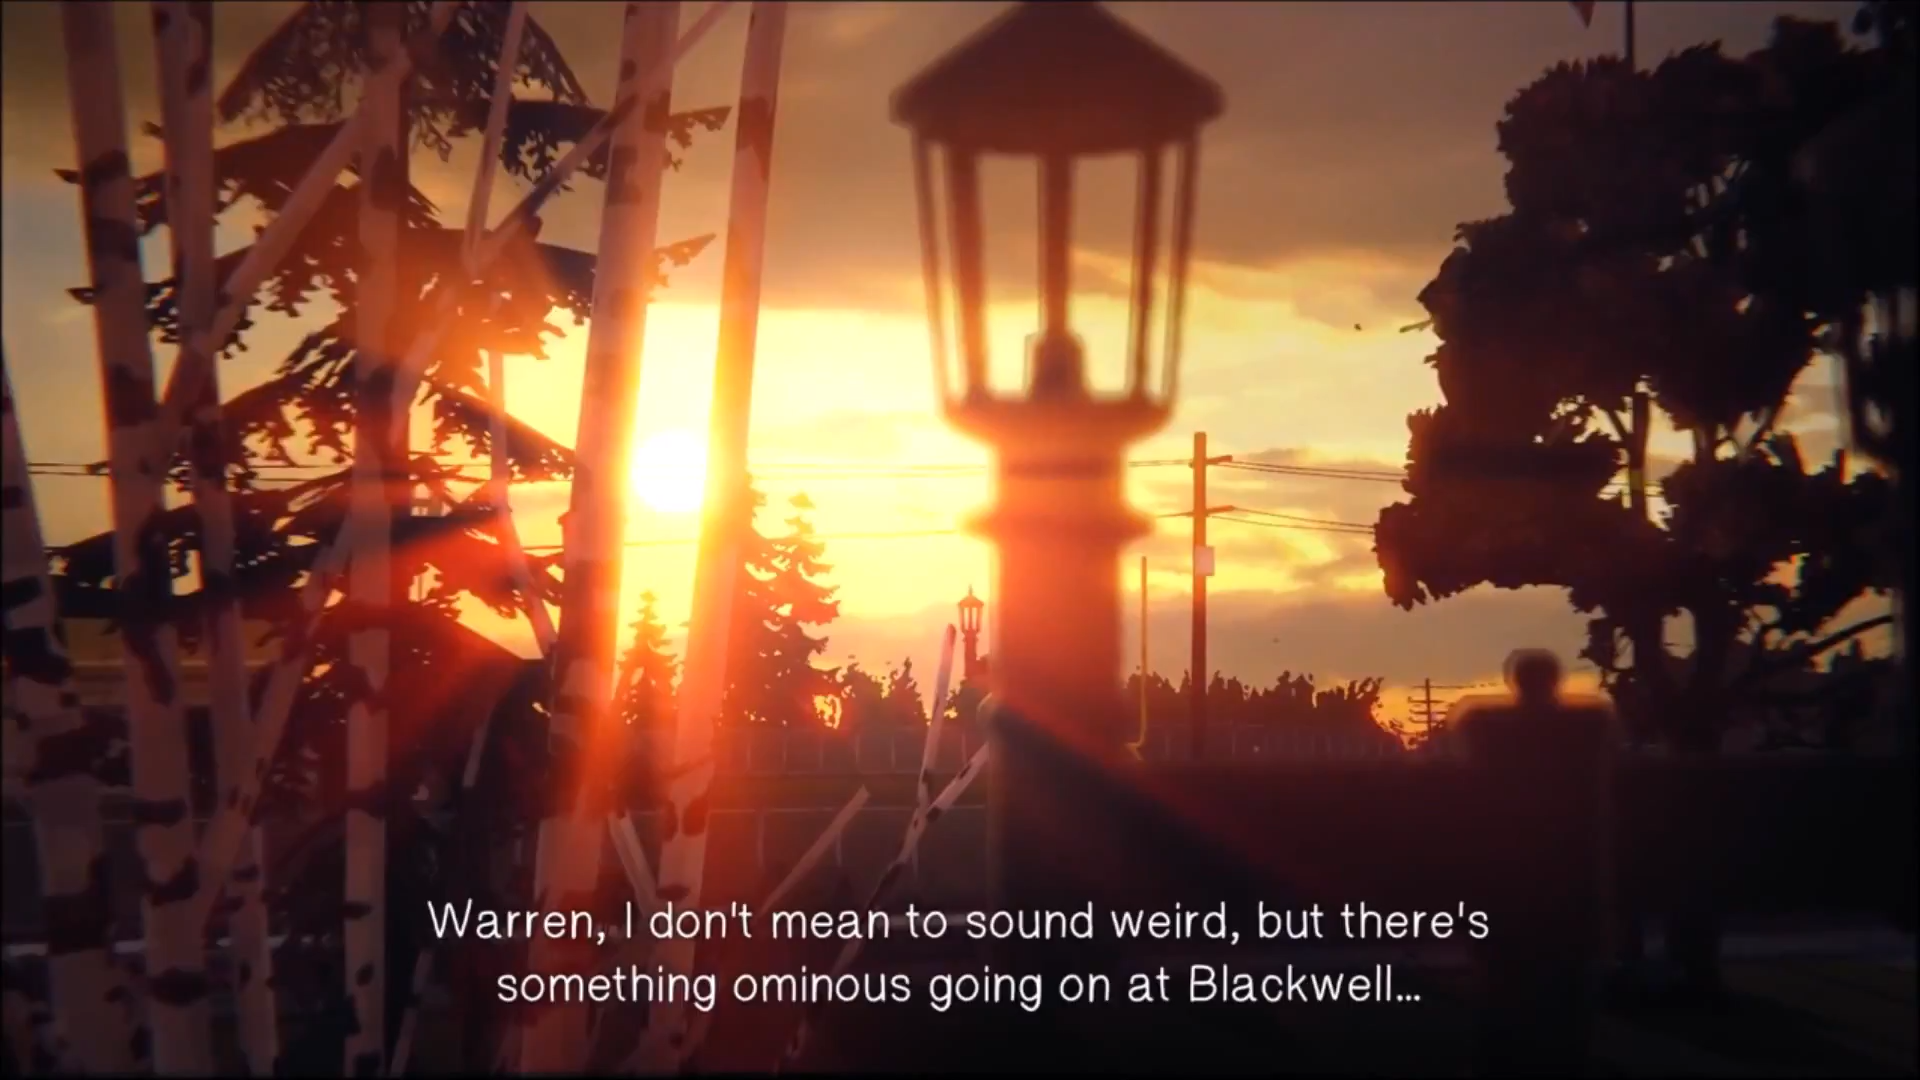 Warren, I don't mean to sound weird, but there's
something ominous going on at Blackwell...